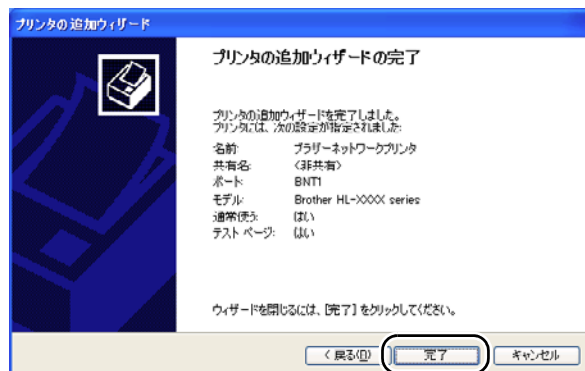 プリンタの追加ウィザード
プリンタの追加ウィザードの完了
プリンタの追加ウィザードを完了しました。
プリンタには、次の設定が指定されました:
名前: ブラザーネットワークプリンタ
共有名: <非共有>
ポート: BNT1
モデル: Brother HL-XXXX series
通常使う: はい
テスト ページ: はい
ウィザードを閉じるには、[完了] をクリックしてください。
< 戻る(D) 完了 キャンセル